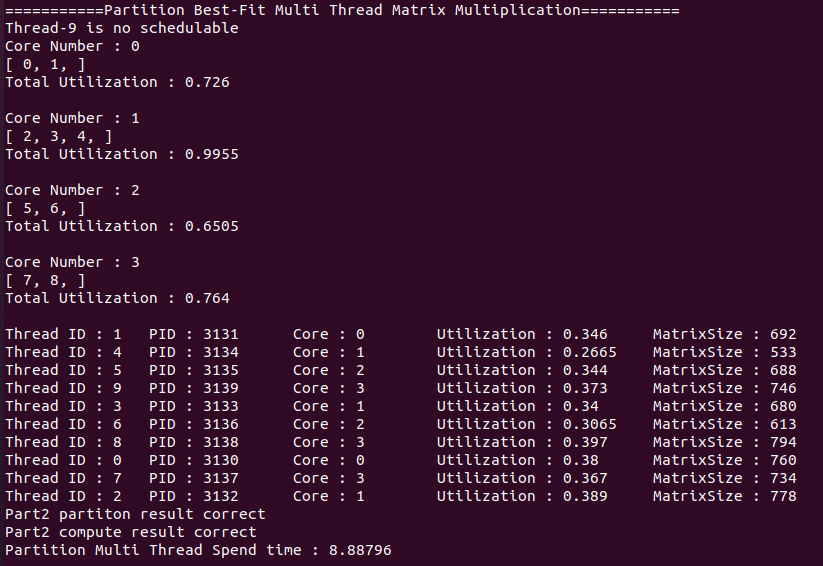 ===========Partition Best-Fit Multi Thread Matrix Multiplication===========
Thread-9 is no schedulable
Core Number : 0
[ 0, 1, ]
Total Utilization : 0.726
Core Number : 1
[ 2, 3, 4, ]
Total Utilization : 0.9955
Core Number : 2
[ 5, 6, ]
Total Utilization : 0.6505
Core Number : 3
[ 7, 8, ]
Total Utilization : 0.764
Thread ID : 1 PID : 3131 Core : 0 Utilization : 0.346 MatrixSize : 692
Thread ID : 4 PID : 3134 Core : 1 Utilization : 0.2665 MatrixSize : 533
Thread ID : 5 PID : 3135 Core : 2 Utilization : 0.344 MatrixSize : 688
Thread ID : 9 PID : 3139 Core : 3 Utilization : 0.373 MatrixSize : 746
Thread ID : 3 PID : 3133 Core : 1 Utilization : 0.34 MatrixSize : 680
Thread ID : 6 PID : 3136 Core : 2 Utilization : 0.3065 MatrixSize : 613
Thread ID : 8 PID : 3138 Core : 3 Utilization : 0.397 MatrixSize : 794
Thread ID : 0 PID : 3130 Core : 0 Utilization : 0.38 MatrixSize : 760
Thread ID : 7 PID : 3137 Core : 3 Utilization : 0.367 MatrixSize : 734
Thread ID : 2 PID : 3132 Core : 1 Utilization : 0.389 MatrixSize : 778
Part2 partiton result correct
Part2 compute result correct
Partition Multi Thread Spend time : 8.88796